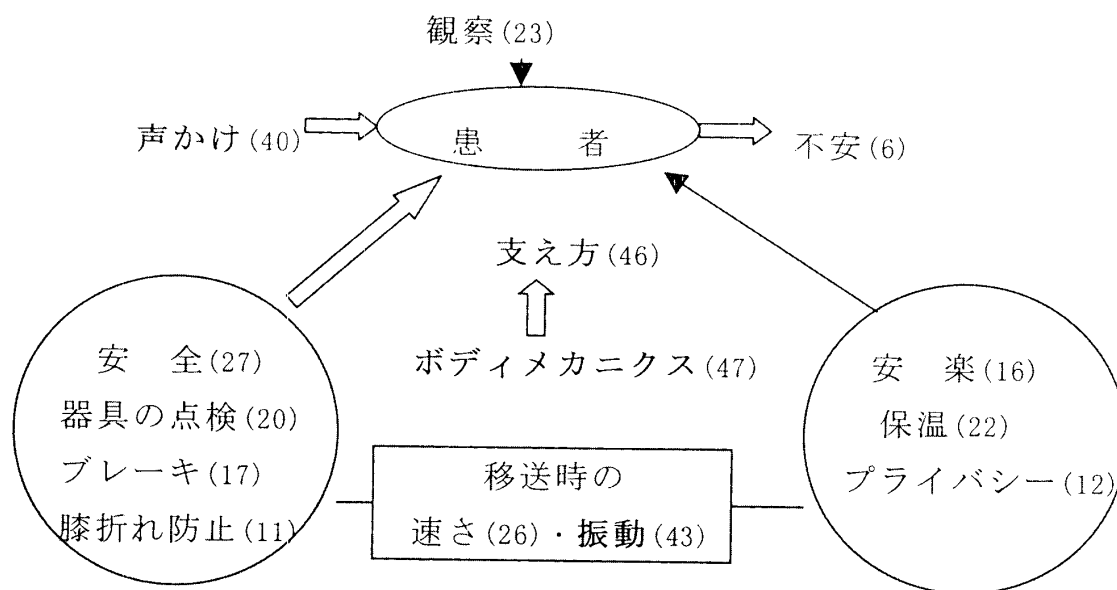 観察(23)
声かけ(40)
患　者
不安(6)
支え方(46)
ボディメカニクス(47)
安　全(27)
器具の点検(20)
ブレーキ(17)
膝折れ防止(11)
移送時の
速さ(26)・振動(43)
安　楽(16)
保温(22)
プライバシー(12)